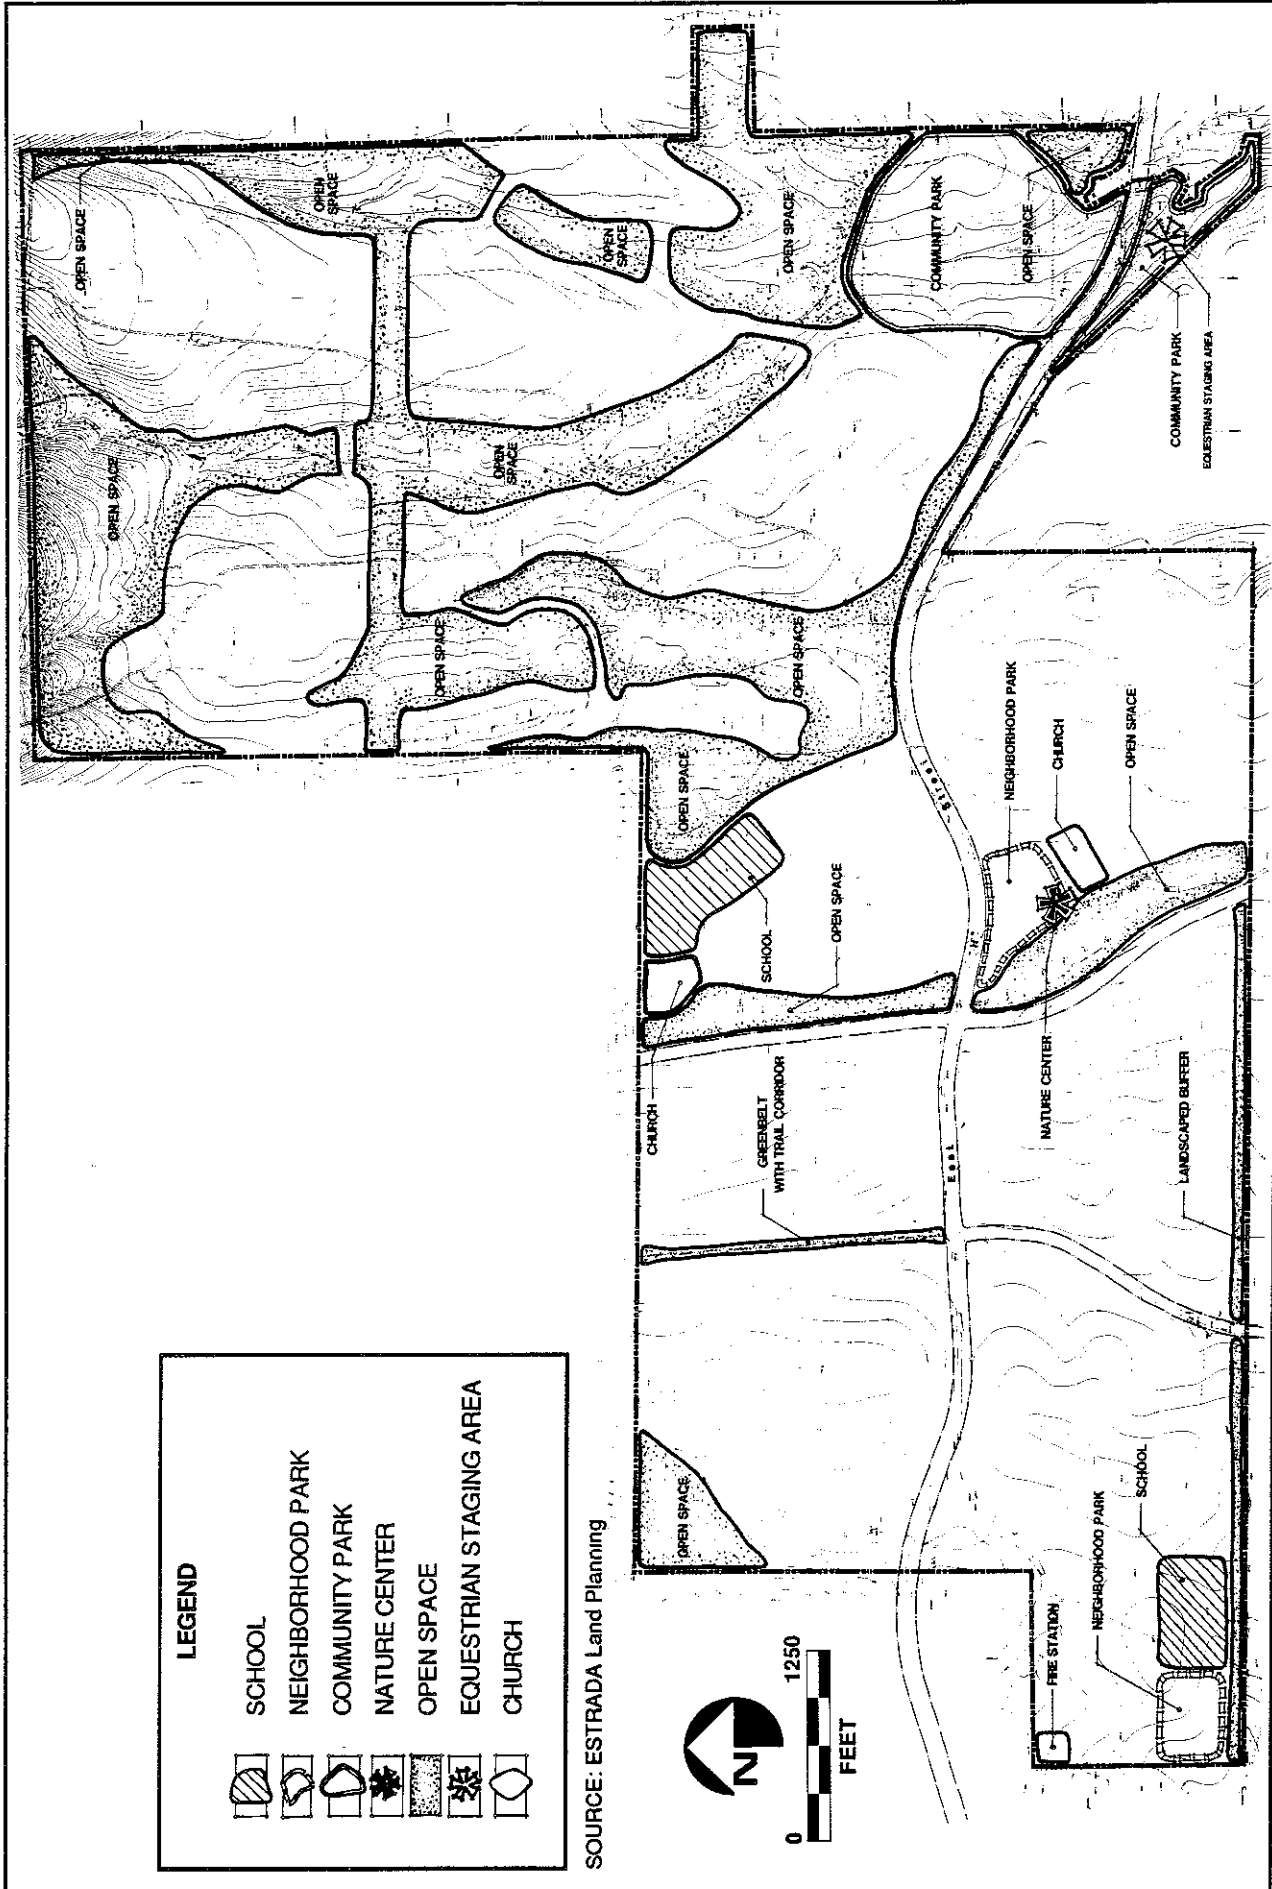 LEGEND
SCHOOL
NEIGHBORHOOD PARK
COMMUNITY PARK
NATURE CENTER
OPEN SPACE
EQUESTRIAN STAGING AREA
CHURCH
SOURCE: ESTRADA Land Planning
N
0
1250
FEET
OPEN SPACE
OPEN SPACE
OPEN
SPACE
OPEN
SPACE
OPEN SPACE
OPEN
SPACE
OPEN SPACE
OPEN SPACE
OPEN SPACE
COMMUNITY PARK
OPEN SPACE
COMMUNITY PARK
EQUESTRIAN STAGING AREA
SCHOOL
OPEN SPACE
CHURCH
GREENBELT
WITH TRAIL CORRIDOR
OPEN SPACE
East
"H"
Street
NEIGHBORHOOD PARK
CHURCH
OPEN SPACE
NATURE CENTER
LANDSCAPED BUFFER
FIRE STATION
NEIGHBORHOOD PARK
SCHOOL